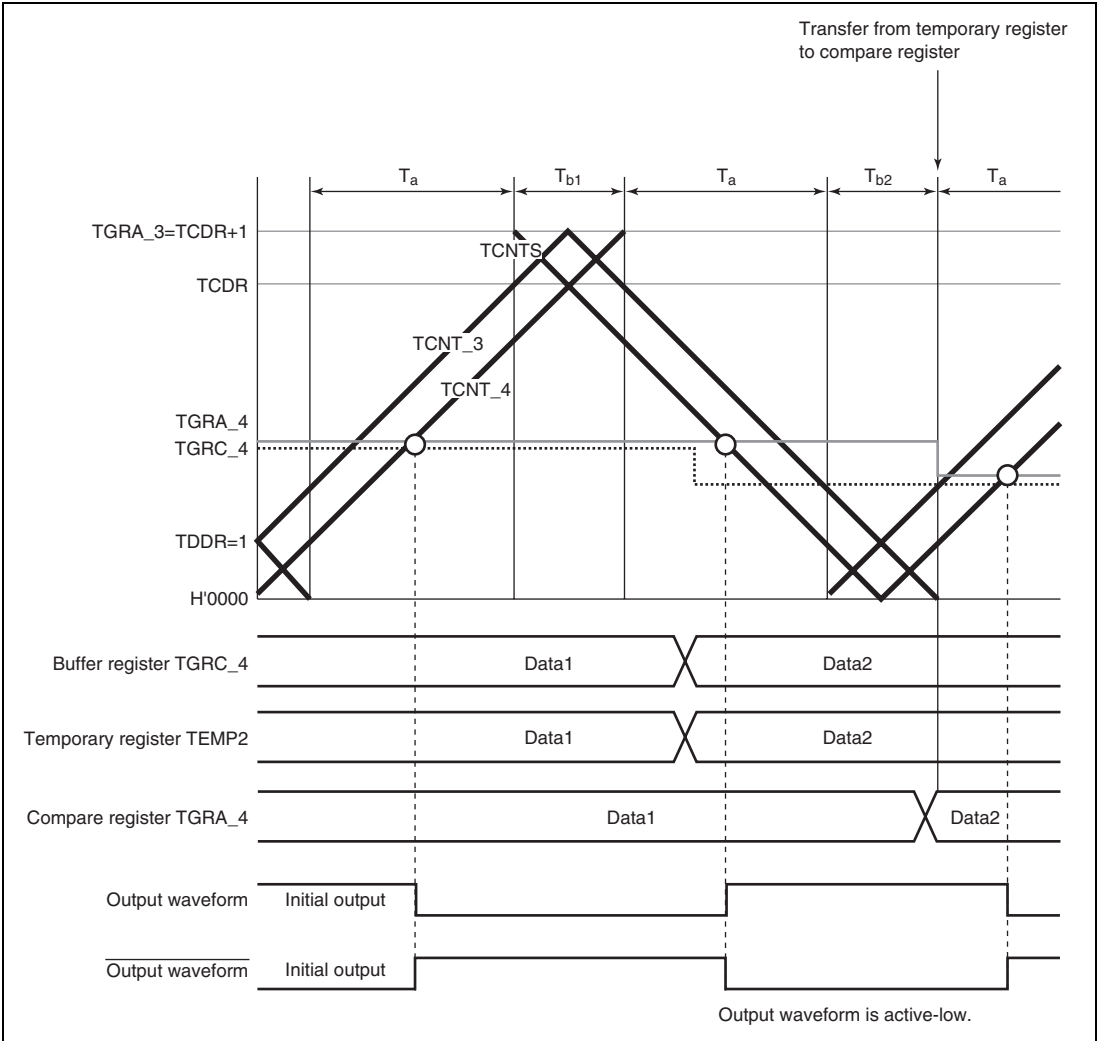 Transfer from temporary register
to compare register
Ta Tb1 Ta Tb2 Ta
TGRA_3=TCDR+1
TCNTS
TCDR
TCNT_3
TCNT_4
TGRA_4
TGRC_4
TDDR=1
H'0000
Buffer register TGRC_4 Data1 Data2
Temporary register TEMP2 Data1 Data2
Compare register TGRA_4 Data1 Data2
Output waveform Initial output
Output waveform Initial output
Output waveform is active-low.